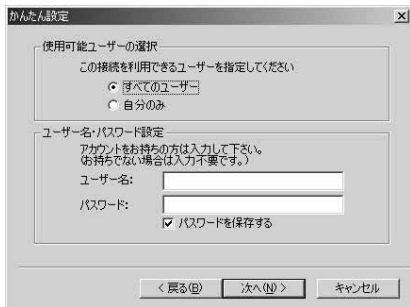 かんたん設定
使用可能ユーザーの選択
この接続を利用できるユーザーを指定してください
すべてのユーザー
自分のみ
ユーザー名・パスワード設定
アカウントをお持ちの方は入力して下さい。
(お持ちでない場合は入力不要です。)
ユーザー名:
パスワード:
パスワードを保存する
< 戻る(B) 次へ(N) > キャンセル